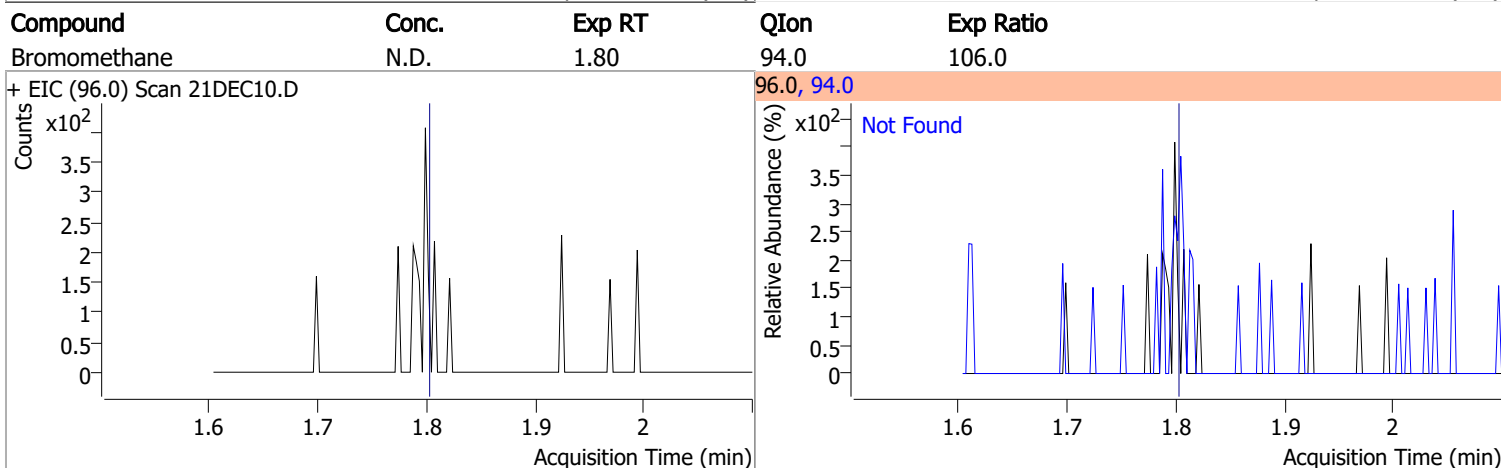 Compound Conc. Exp RT QIon Exp Ratio
Bromomethane N.D. 1.80 94.0 106.0
+ EIC (96.0) Scan 21DEC10.D
Counts
x10²
3.5
3
2.5
2
1.5
1
0.5
0
1.6 1.7 1.8 1.9 2
Acquisition Time (min)
96.0, 94.0
Relative Abundance (%)
x10²
Not Found
3.5
3
2.5
2
1.5
1
0.5
0
1.6 1.7 1.8 1.9 2
Acquisition Time (min)